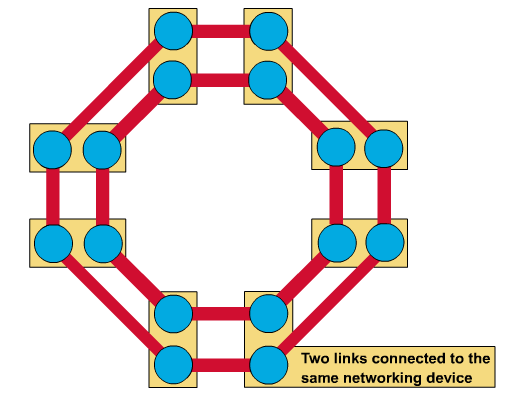 Two links connected to the
same networking device